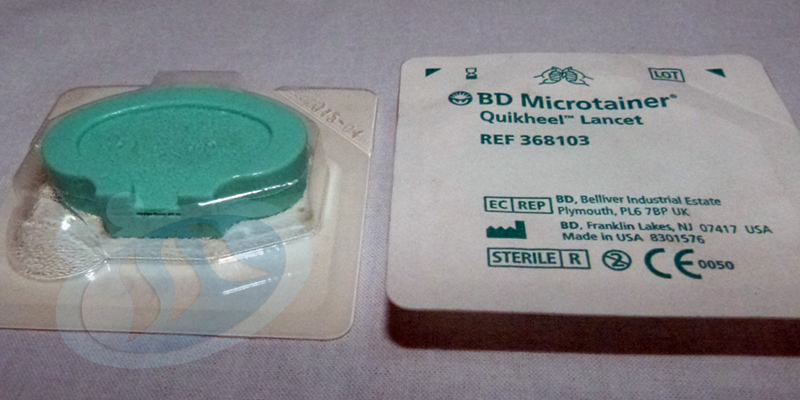 LOT
BD Microtainer®
Quikheel™ Lancet
REF 368103
EC REP BD, Belliver Industrial Estate
Plymouth, PL6 7BP UK
BD, Franklin Lakes, NJ 07417 USA
Made in USA 8301576
STERILE R 2 CE 0050